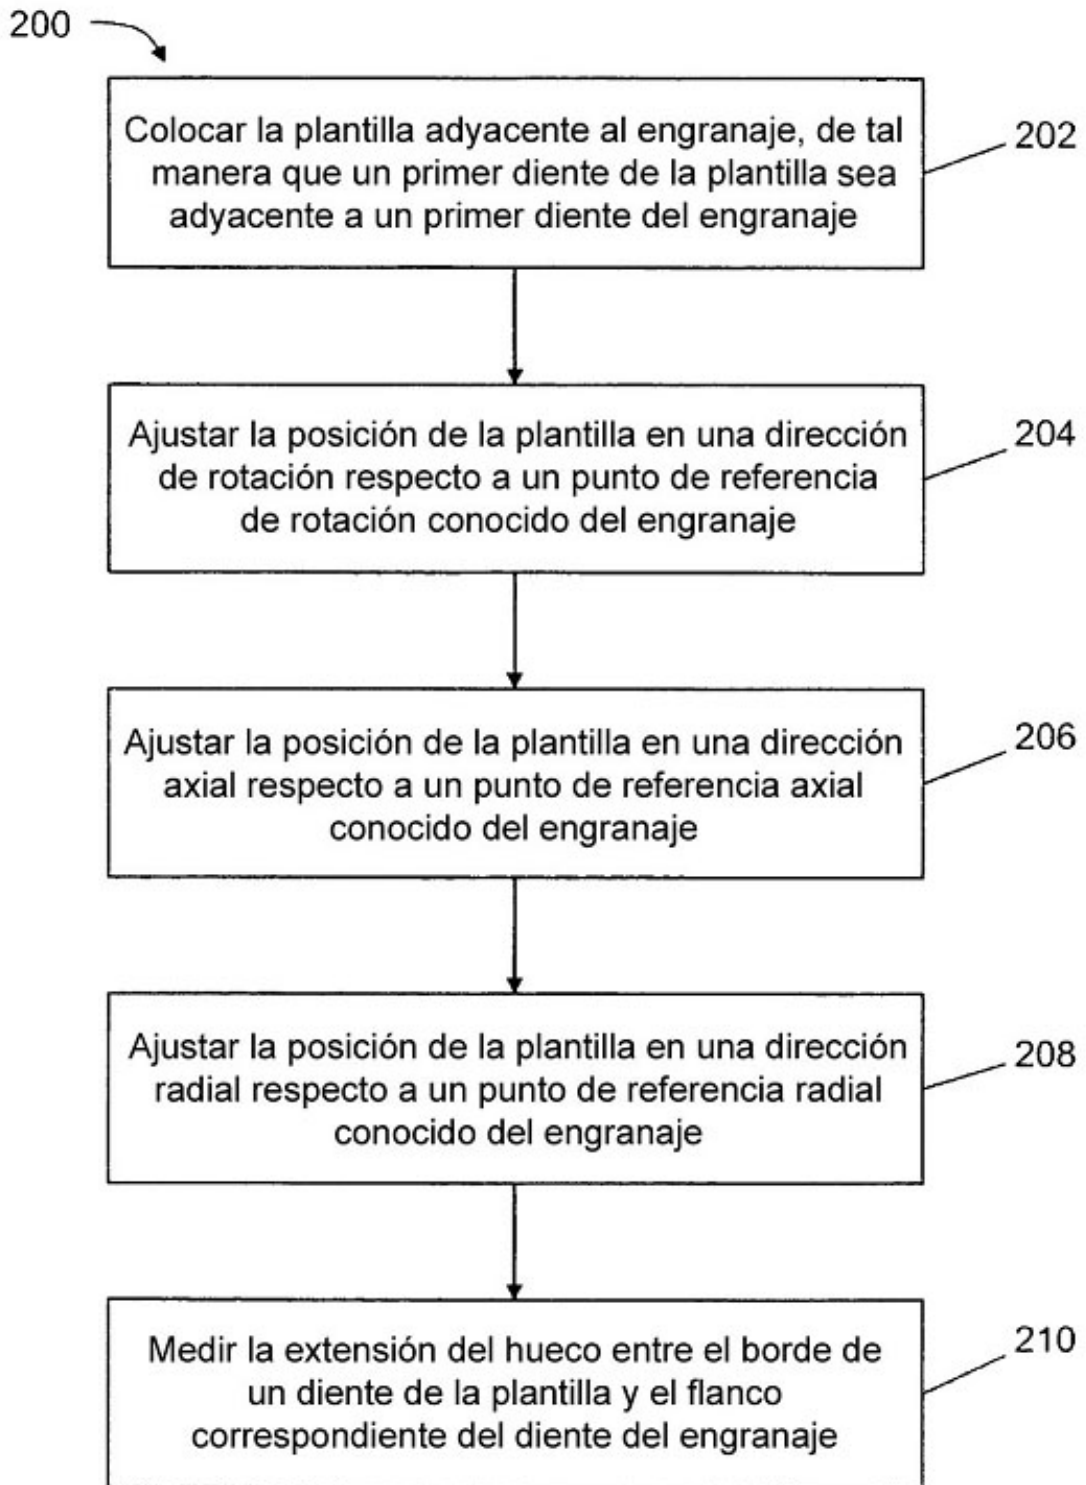 200
Colocar la plantilla adyacente al engranaje, de tal
manera que un primer diente de la plantilla sea
adyacente a un primer diente del engranaje
202
Ajustar la posición de la plantilla en una dirección
de rotación respecto a un punto de referencia
de rotación conocido del engranaje
204
Ajustar la posición de la plantilla en una dirección
axial respecto a un punto de referencia axial
conocido del engranaje
206
Ajustar la posición de la plantilla en una dirección
radial respecto a un punto de referencia radial
conocido del engranaje
208
Medir la extensión del hueco entre el borde de
un diente de la plantilla y el flanco
correspondiente del diente del engranaje
210